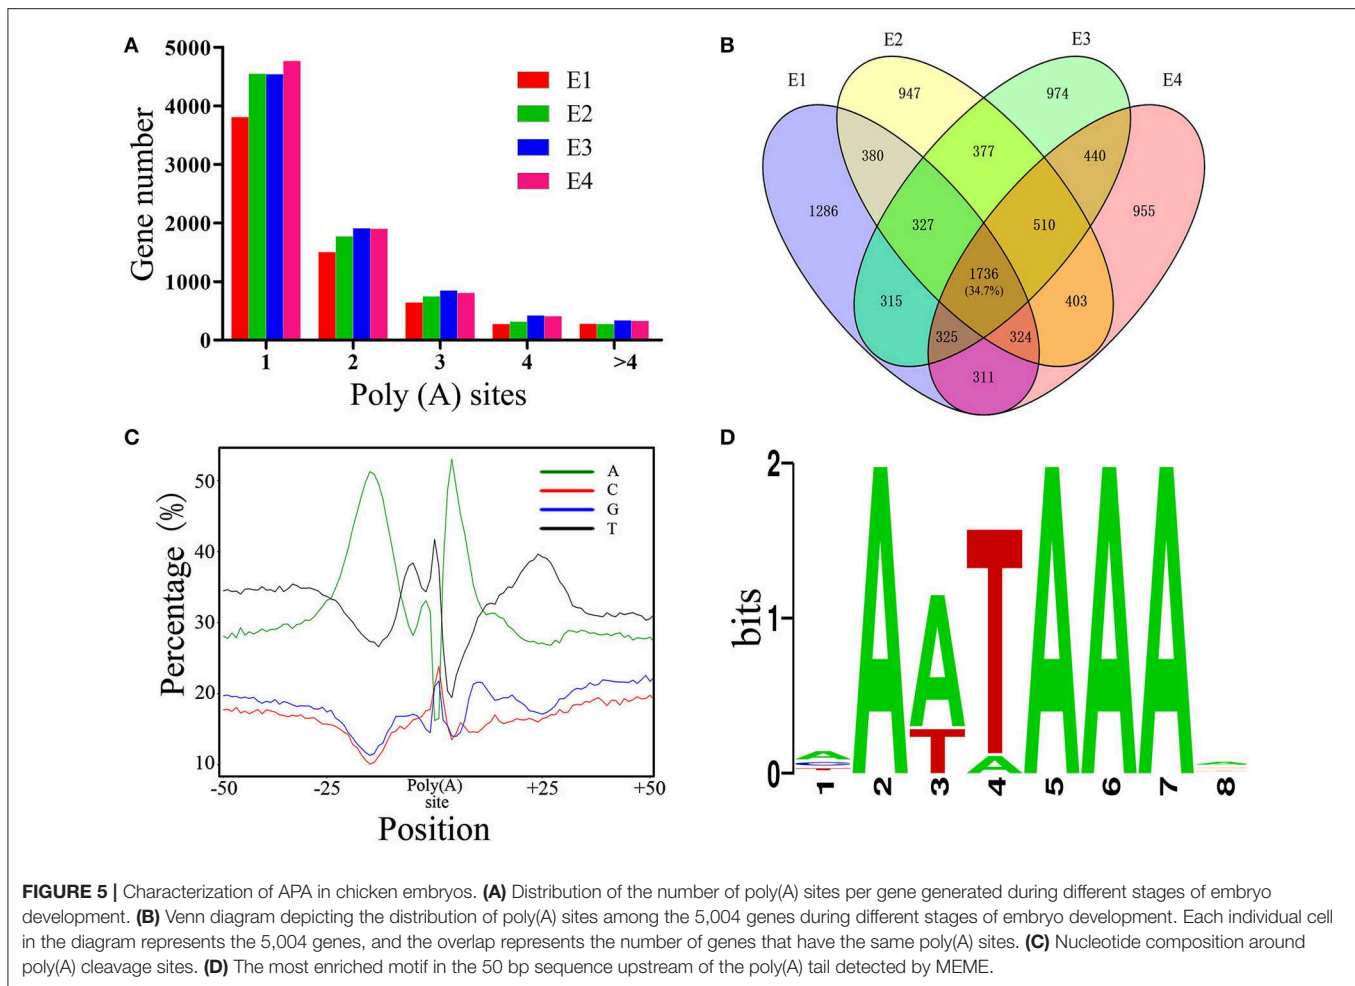 A
5000
4000
3000
2000
1000
0
Gene number
E1
E2
E3
E4
1 2 3 4 >4
Poly (A) sites
B
E1 E2 E3 E4
947 974
380 377 440
1286 327 510 955
1736
(34.7%)
315 403
325 324
311
C
50
40
30
20
10
Percentage (%)
A
C
G
T
-50 -25 Poly(A) +25 +50
site
Position
D
2
1
0
bits
A
T
A A T A A A A
T A
1 2 3 4 5 6 7 8
FIGURE 5 | Characterization of APA in chicken embryos. (A) Distribution of the number of poly(A) sites per gene generated during different stages of embryo
development. (B) Venn diagram depicting the distribution of poly(A) sites among the 5,004 genes during different stages of embryo development. Each individual cell
in the diagram represents the 5,004 genes, and the overlap represents the number of genes that have the same poly(A) sites. (C) Nucleotide composition around
poly(A) cleavage sites. (D) The most enriched motif in the 50 bp sequence upstream of the poly(A) tail detected by MEME.